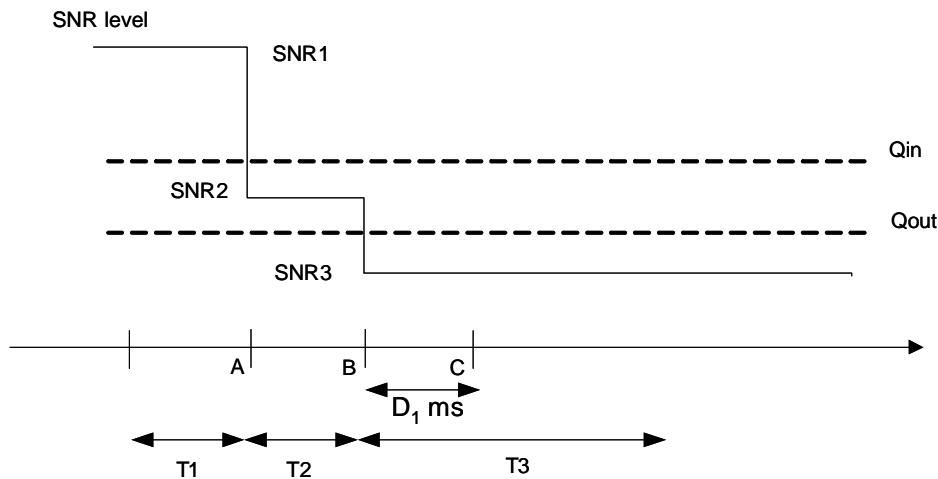 SNR level
SNR1
Qin
SNR2
Qout
SNR3
A
B
C
D₁ ms
T1
T2
T3